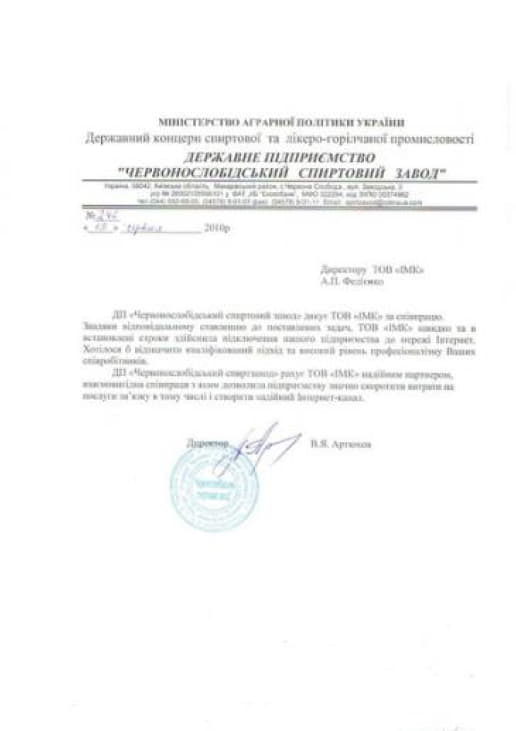 МІНІСТЕРСТВО АГРАРНОЇ ПОЛІТИКИ УКРАЇНИ
Державний концерн спиртової та лікеро-горілчаної промисловості
ДЕРЖАВНЕ ПІДПРИЄМСТВО
"ЧЕРВОНОСЛОБІДСЬКИЙ СПИРТОВИЙ ЗАВОД"
Україна, 08042, Київська область, Макарівський район, с.Червона Слобода, вул. Заводська, 3
№ 246
« » червня 2010р
Директору ТОВ «ІМК»
А.П.
ДП «Червонослобідський спиртовий завод» дякує ТОВ «ІМК» за співпрацю.
Завдяки відповідальному ставленню до поставлених задач, ТОВ «ІМК» швидко та в
встановлені строки здійснила підключення нашого підприємства до мережі Інтернет.
Хотілося б відзначити кваліфікований підхід та високий рівень професіоналізму Ваших
співробітників.
ДП «Червонослобідський спиртзавод» рахує ТОВ «ІМК» надійним партнером,
взаємовигідна співпраця з яким дозволила підприємству значно скоротити витрати на
послуги зв'язку в тому числі і створити надійний Інтернет-канал.
Директор В.Я. Артюхов